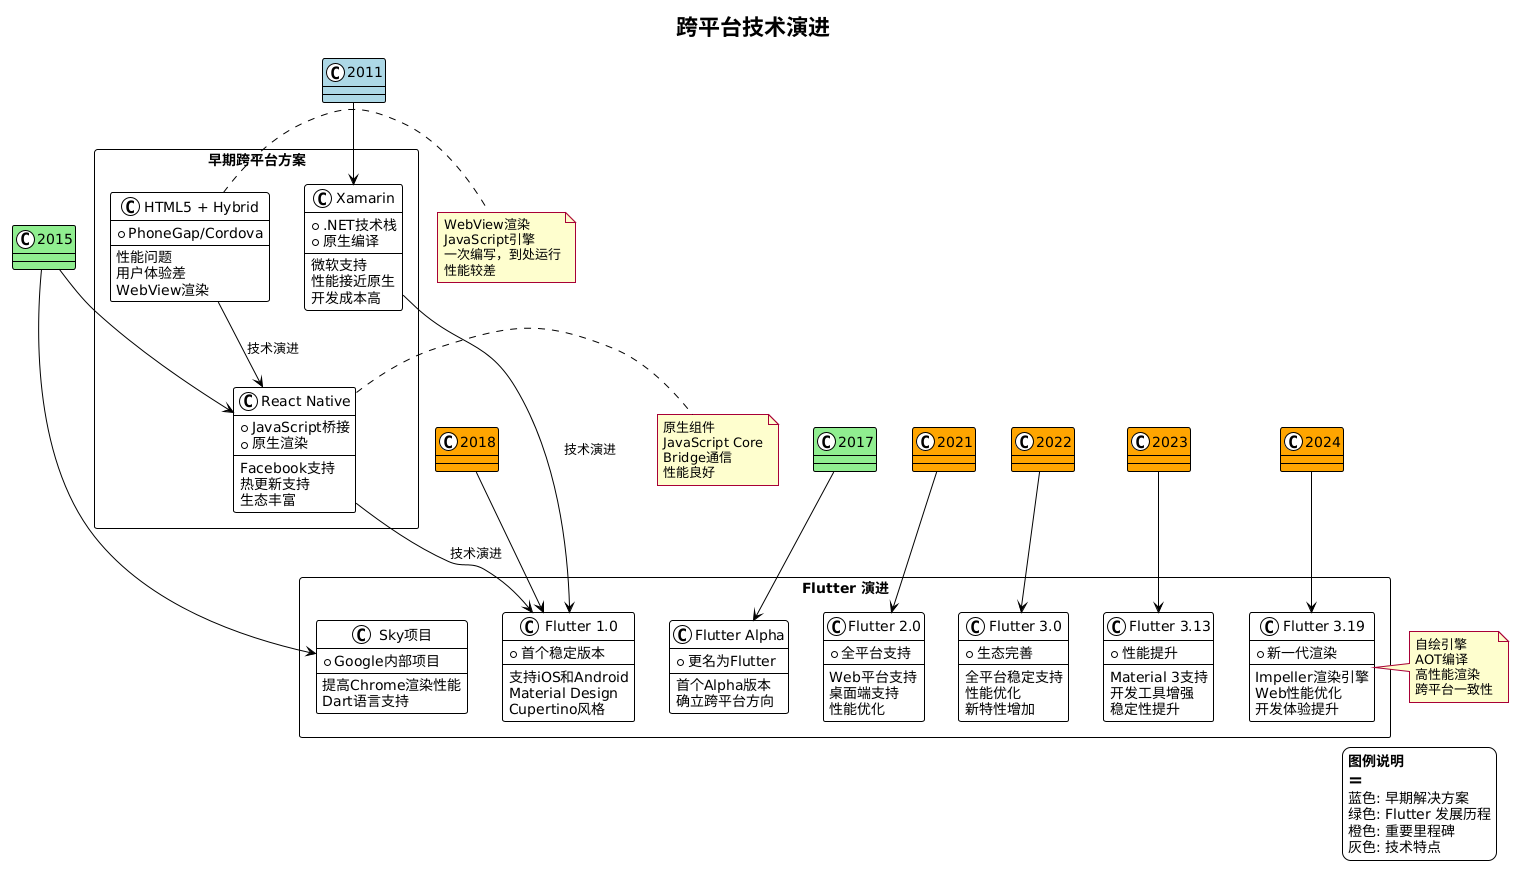 跨平台技术演进
C 2011
早期跨平台方案
C HTML5 + Hybrid
PhoneGap/Cordova
性能问题
用户体验差
WebView渲染
C Xamarin
.NET技术栈
原生编译
微软支持
性能接近原生
开发成本高
WebView渲染
JavaScript引擎
一次编写，到处运行
性能较差
C 2015
技术演进
C React Native
JavaScript桥接
原生渲染
Facebook支持
热更新支持
生态丰富
C 2018
技术演进
原生组件
JavaScript Core
Bridge通信
性能良好
C 2017
C 2021
C 2022
C 2023
C 2024
技术演进
Flutter 演进
C Sky项目
Google内部项目
提高Chrome渲染性能
Dart语言支持
C Flutter 1.0
首个稳定版本
支持iOS和Android
Material Design
Cupertino风格
C Flutter Alpha
更名为Flutter
首个Alpha版本
确立跨平台方向
C Flutter 2.0
全平台支持
Web平台支持
桌面端支持
性能优化
C Flutter 3.0
生态完善
全平台稳定支持
性能优化
新特性增加
C Flutter 3.13
性能提升
Material 3支持
开发工具增强
稳定性提升
C Flutter 3.19
新一代渲染
Impeller渲染引擎
Web性能优化
开发体验提升
自绘引擎
AOT编译
高性能渲染
跨平台一致性
图例说明
=
蓝色: 早期解决方案
绿色: Flutter 发展历程
橙色: 重要里程碑
灰色: 技术特点